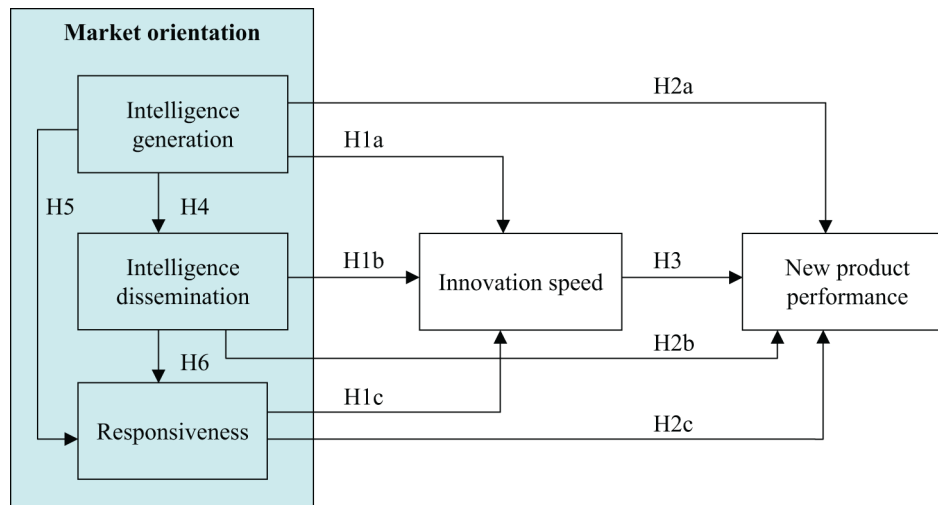 Market orientation
Intelligence
generation
H2a
H1a
H5
H4
Intelligence
dissemination
H1b
Innovation speed
H3
New product
performance
H6
H2b
H1c
Responsiveness
H2c